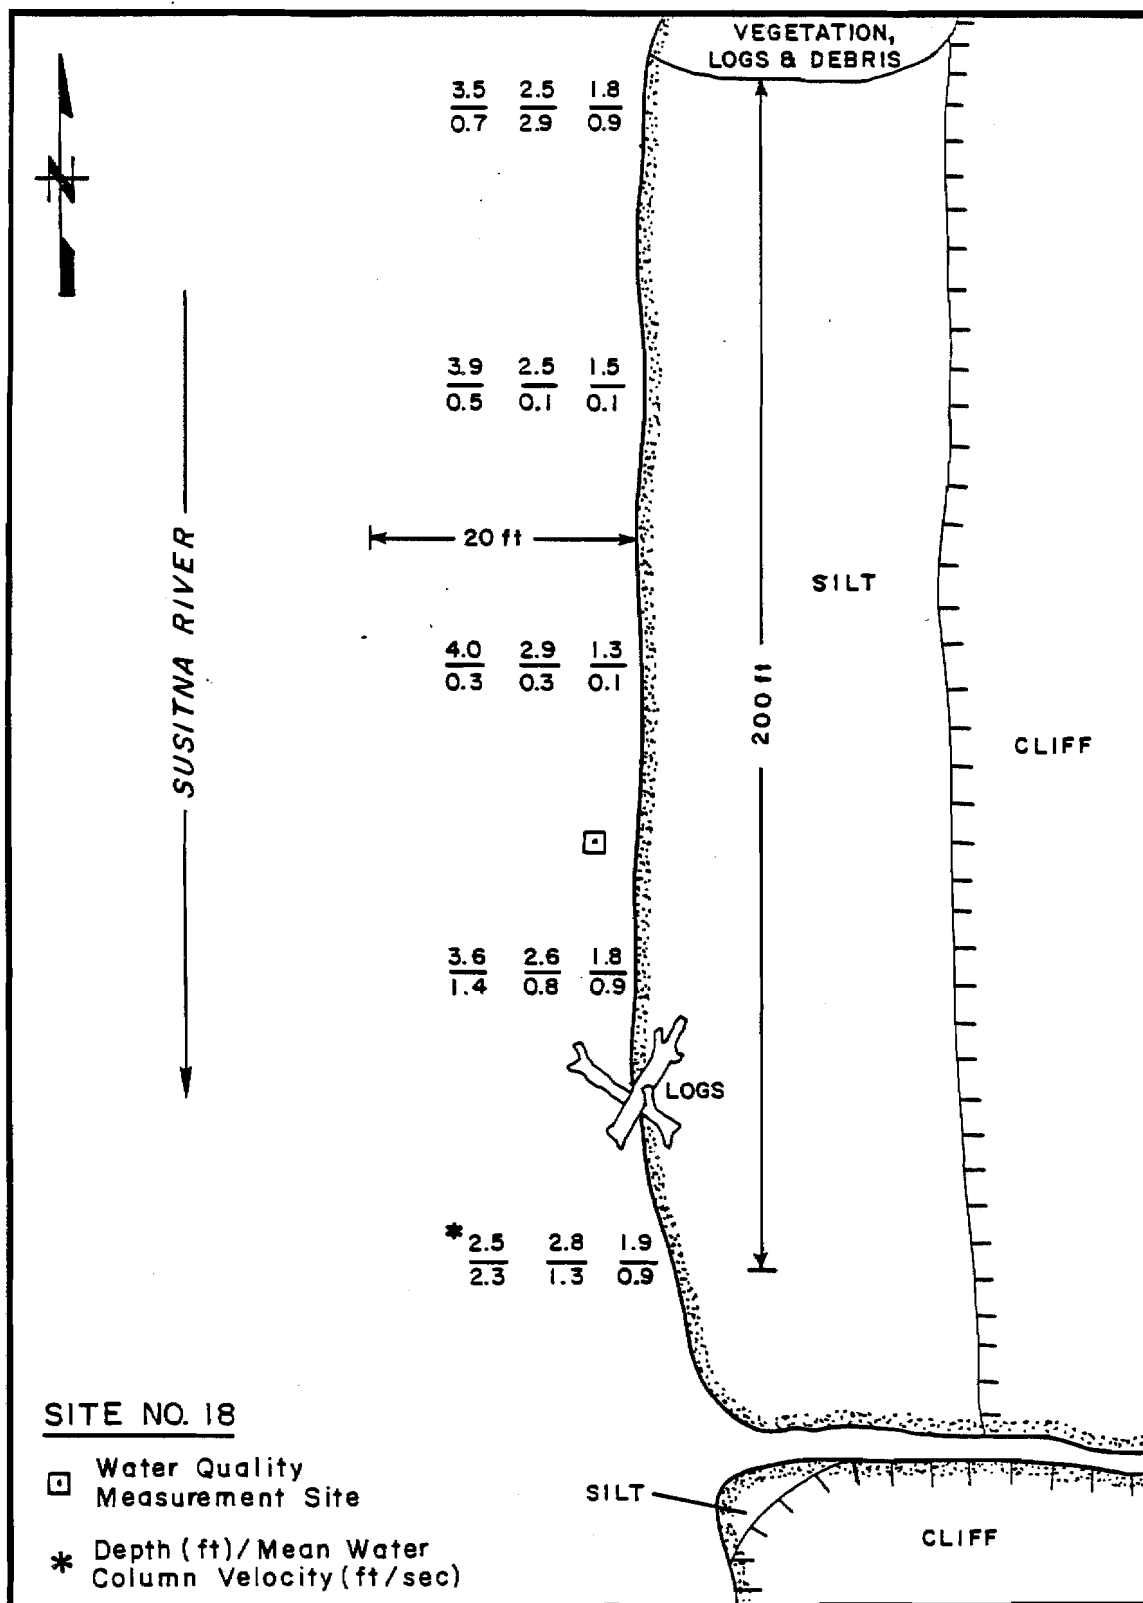 VEGETATION,
LOGS & DEBRIS
N
3.5 2.5 1.8
0.7 2.9 0.9
3.9 2.5 1.5
0.5 0.1 0.1
20 ft
SILT
SUSITNA RIVER
4.0 2.9 1.3
0.3 0.3 0.1
200 ft
CLIFF
3.6 2.6 1.8
1.4 0.8 0.9
LOGS
* 2.5 2.8 1.9
2.3 1.3 0.9
SITE NO. 18
Water Quality
Measurement Site
* Depth (ft)/Mean Water
Column Velocity (ft/sec)
SILT
CLIFF